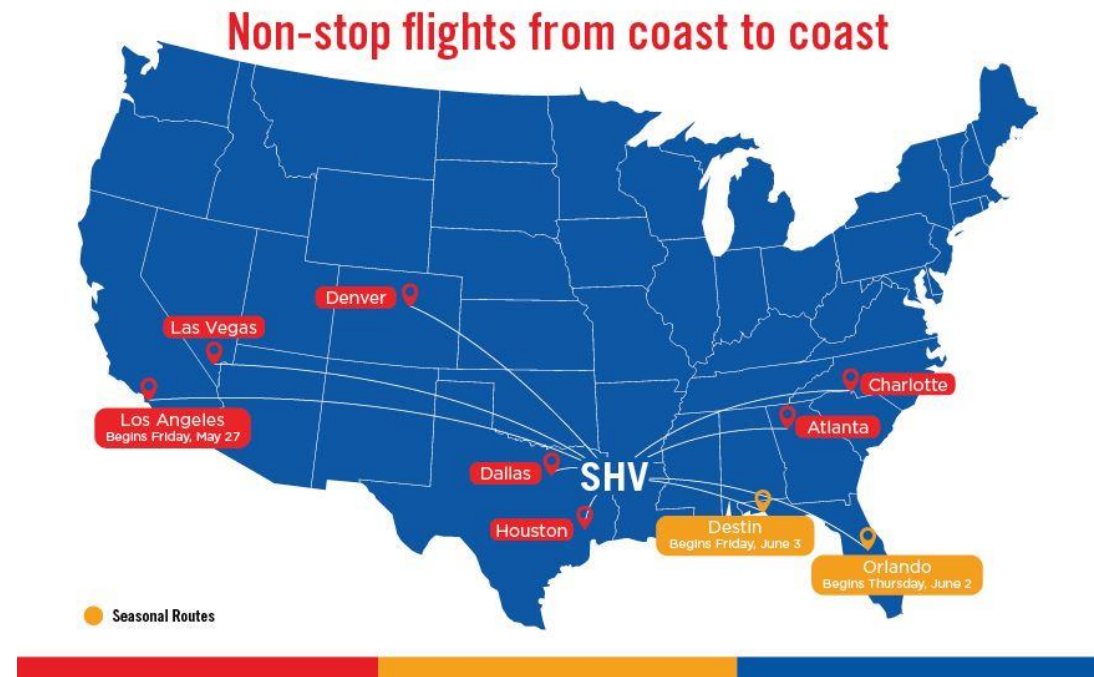 Non-stop flights from coast to coast
Denver
Las Vegas
Los Angeles
Begins Friday, May 27
Charlotte
Atlanta
Dallas
SHV
Houston
Destin
Begins Friday, June 3
Orlando
Begins Thursday, June 2
Seasonal Routes